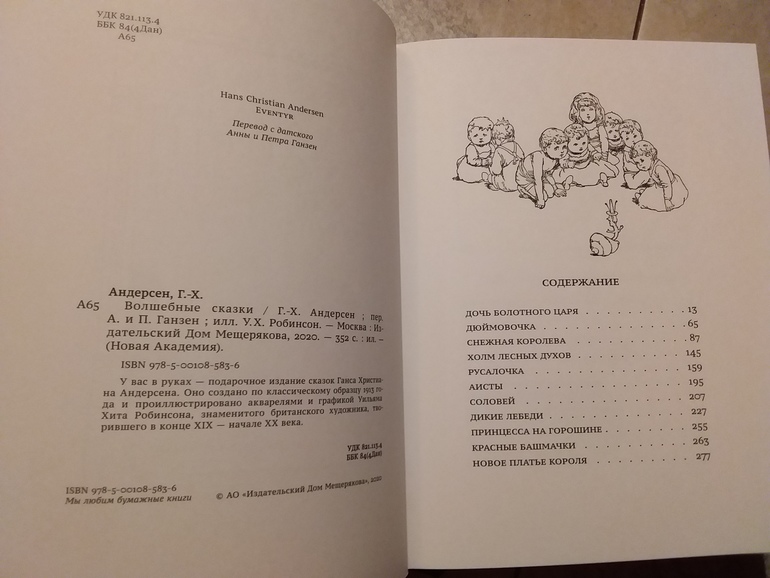 УДК 821.113.4
ББК 84(4Дан)
А65
Hans Christian Andersen
Eventyr
Перевод с датского
Анны и Петра Ганзен
Андерсен, Г.-Х.
А65 Волшебные сказки / Г.-Х. Андерсен ; пер.
А. и П. Ганзен ; илл. У. Х. Робинсон. — Москва : Из-
дательский Дом Мещерякова, 2020. — 352 с. : ил. —
(Новая Академия).
ISBN 978-5-00108-583-6
У вас в руках — подарочное издание сказок Ганса Христиа-
на Андерсена. Оно создано по классическому образцу 1913 го-
да и проиллюстрировано акварелями и графикой Уильяма
Хита Робинсона, знаменитого британского художника, тво-
рившего в конце XIX — начале XX века.
УДК 821.113.4
ББК 84(4Дан)
ISBN 978-5-00108-583-6
Мы любим бумажные книги
© АО «Издательский Дом Мещерякова», 2020
СОДЕРЖАНИЕ
ДОЧЬ БОЛОТНОГО ЦАРЯ . . . . . . . . . . 13
ДЮЙМОВОЧКА . . . . . . . . . . . . . . 65
СНЕЖНАЯ КОРОЛЕВА . . . . . . . . . . . 87
ХОЛМ ЛЕСНЫХ ДУХОВ . . . . . . . . . . 145
РУСАЛОЧКА . . . . . . . . . . . . . . . 159
АИСТЫ . . . . . . . . . . . . . . . . . 195
СОЛОВЕЙ . . . . . . . . . . . . . . . . 207
ДИКИЕ ЛЕБЕДИ . . . . . . . . . . . . . 227
ПРИНЦЕССА НА ГОРОШИНЕ . . . . . . . . 255
КРАСНЫЕ БАШМАЧКИ . . . . . . . . . . 263
НОВОЕ ПЛАТЬЕ КОРОЛЯ . . . . . . . . . 277